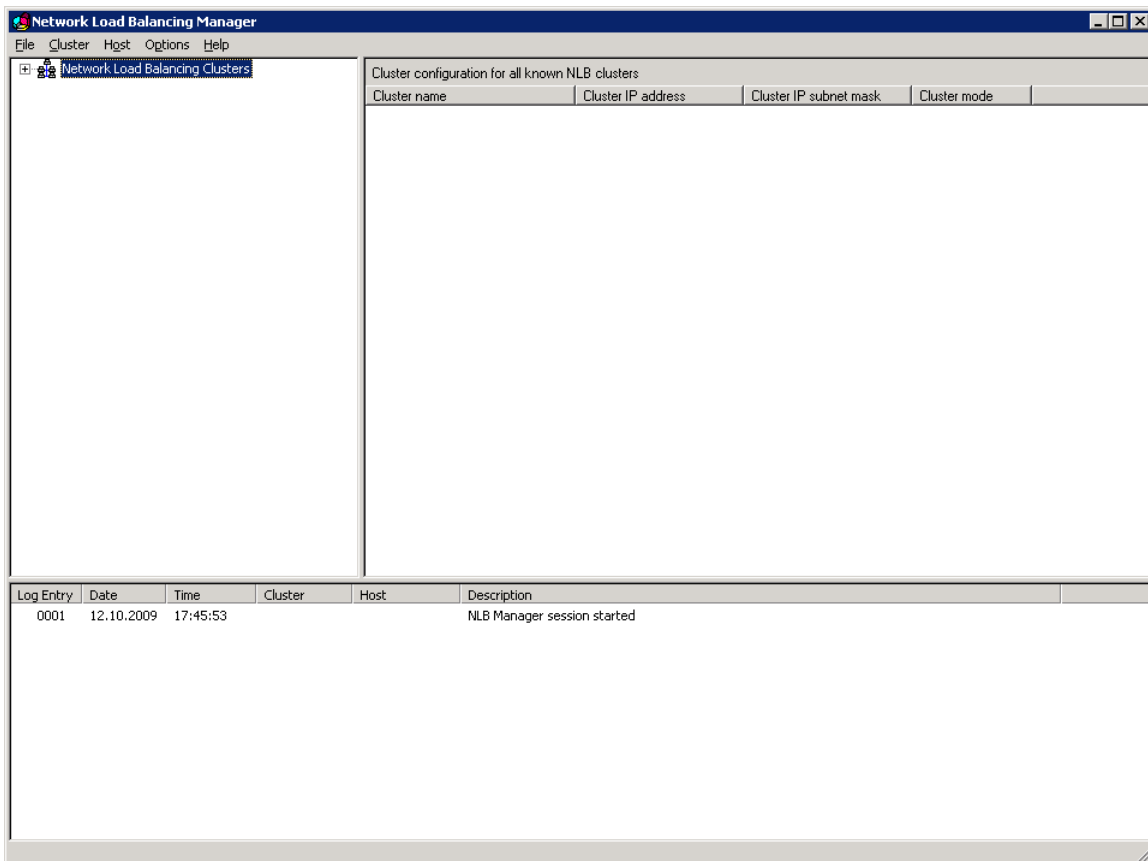 Network Load Balancing Manager
File Cluster Host Options Help
Network Load Balancing Clusters
Cluster configuration for all known NLB clusters
Cluster name Cluster IP address Cluster IP subnet mask Cluster mode
Log Entry Date Time Cluster Host Description
0001 12.10.2009 17:45:53 NLB Manager session started